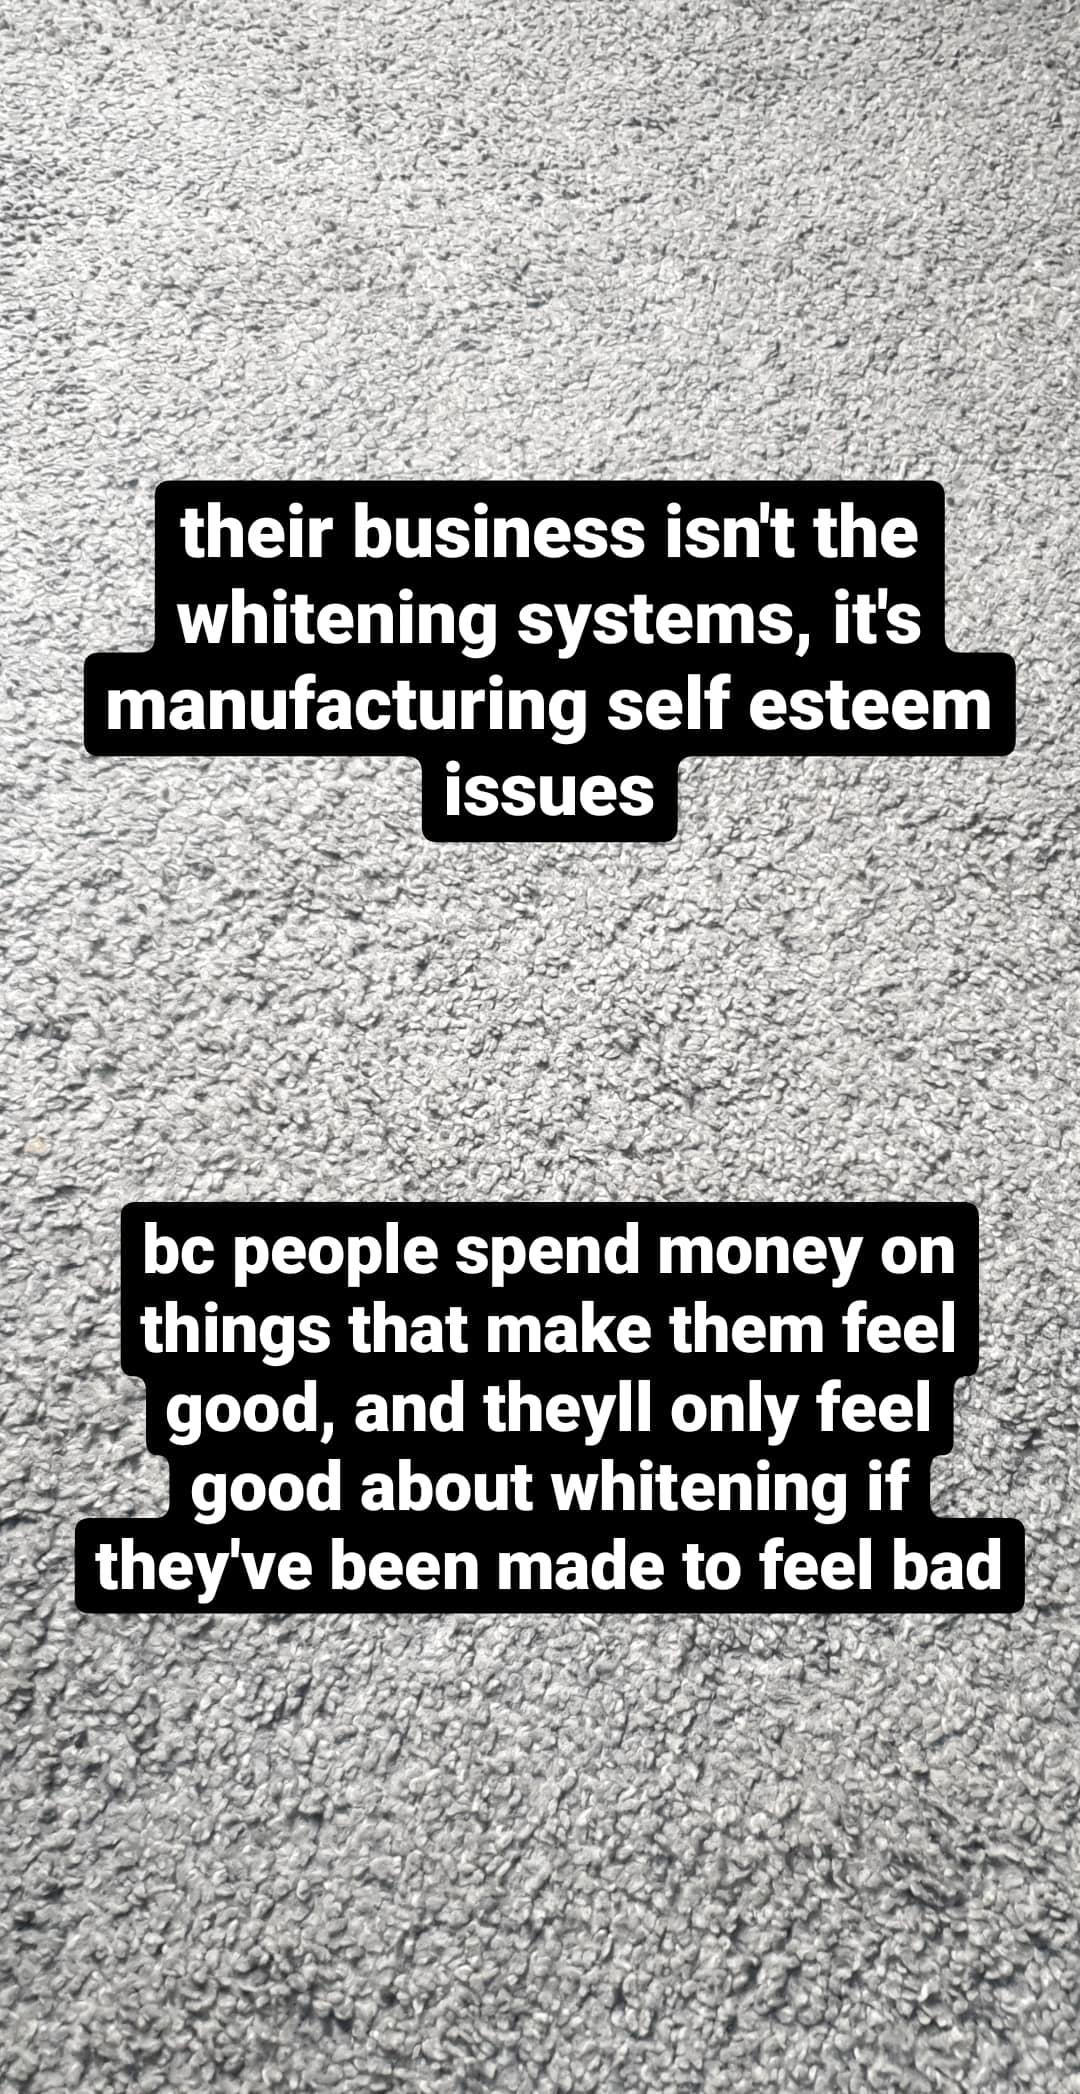 their business isn't the
whitening systems, it's
manufacturing self esteem
issues
bc people spend money on
things that make them feel
good, and theyll only feel
good about whitening if
they've been made to feel bad